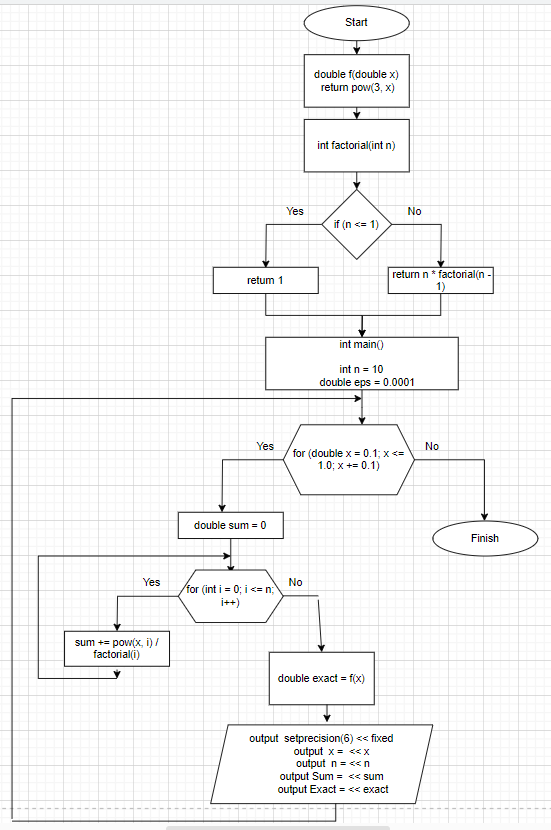 Start
double f(double x)
return pow(3, x)
int factorial(int n)
Yes
No
if (n <= 1)
return 1
return n * factorial(n -
1)
int main()
int n = 10
double eps = 0.0001
Yes
No
for (double x = 0.1; x <=
1.0; x += 0.1)
double sum = 0
Finish
Yes
No
for (int i = 0; i <= n;
i++)
sum += pow(x, i) /
factorial(i)
double exact = f(x)
output setprecision(6) << fixed
output x = << x
output n = << n
output Sum = << sum
output Exact = << exact